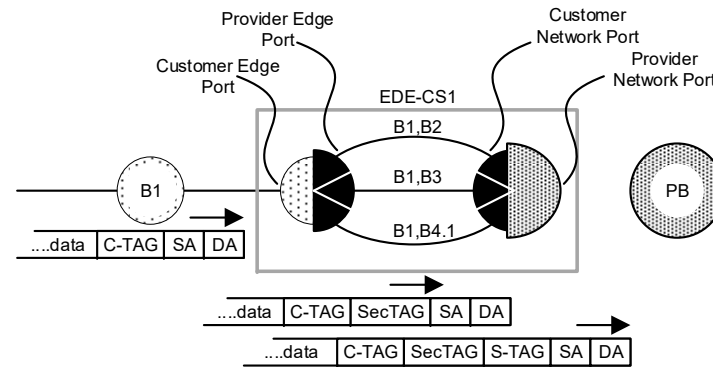 Provider Edge
Port
Customer
Network Port
Customer Edge
Port
Provider
Network Port
EDE-CS1
B1,B2
B1
B1,B3
PB
B1,B4.1
....data C-TAG SA DA
....data C-TAG SecTAG SA DA
....data C-TAG SecTAG S-TAG SA DA